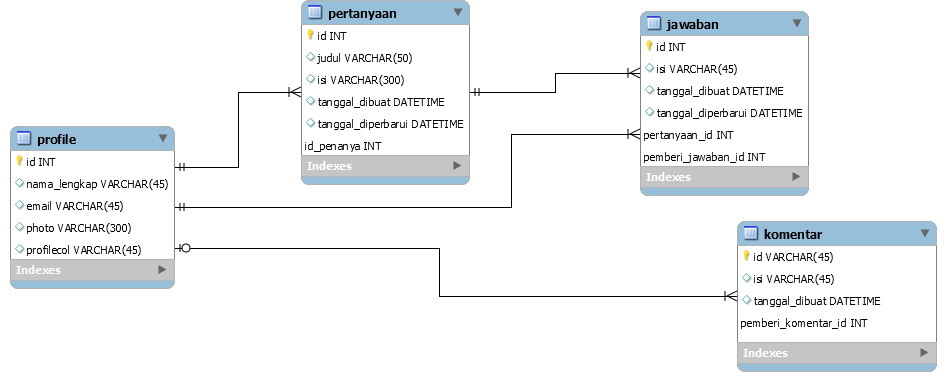 pertanyaan
id INT
judul VARCHAR(50)
isi VARCHAR(300)
tanggal_dibuat DATETIME
tanggal_diperbarui DATETIME
id_penanya INT
Indexes
jawaban
id INT
isi VARCHAR(45)
tanggal_dibuat DATETIME
tanggal_diperbarui DATETIME
pertanyaan_id INT
pemberi_jawaban_id INT
Indexes
profile
id INT
nama_lengkap VARCHAR(45)
email VARCHAR(45)
photo VARCHAR(300)
profilecol VARCHAR(45)
Indexes
komentar
id VARCHAR(45)
isi VARCHAR(45)
tanggal_dibuat DATETIME
pemberi_komentar_id INT
Indexes